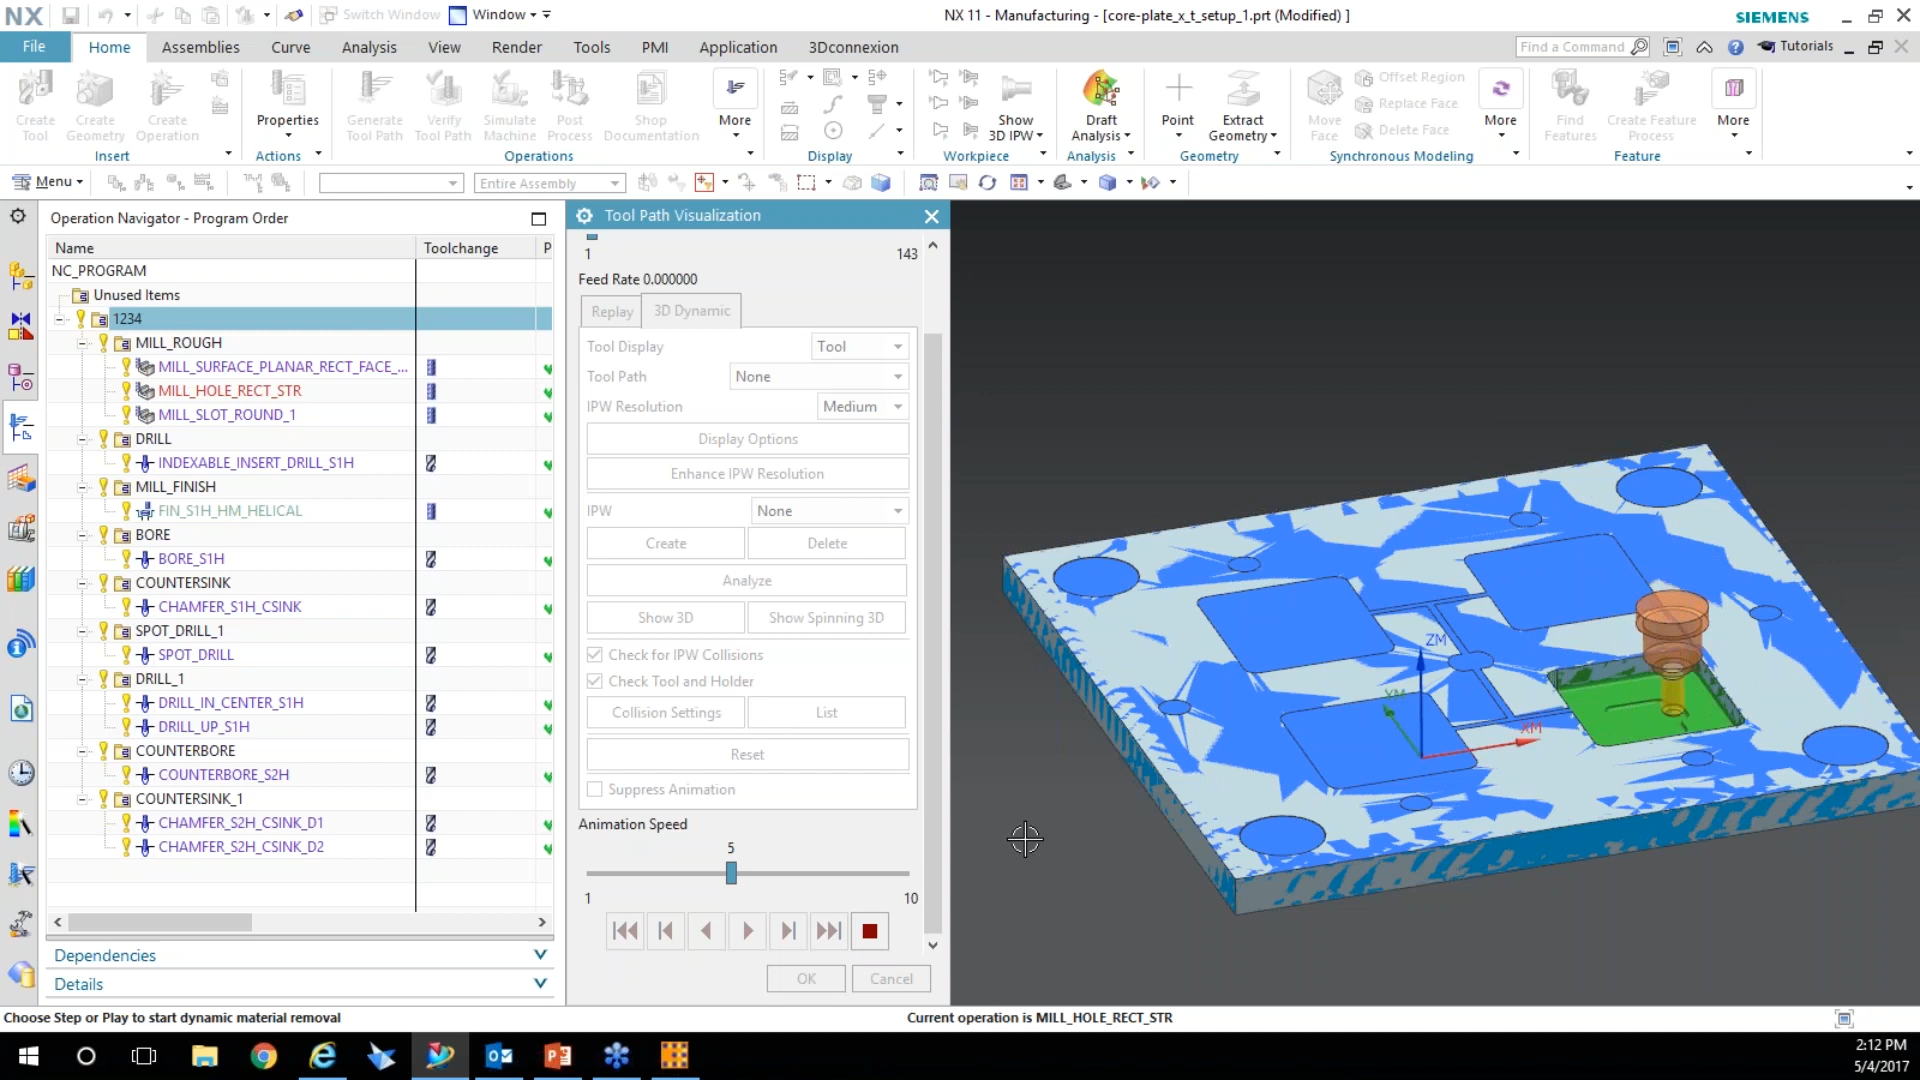 NX
Switch Window
Window
NX 11 - Manufacturing - [core-plate_x_t_setup_1.prt (Modified) ]
SIEMENS
File
Home
Assemblies
Curve
Analysis
View
Render
Tools
PMI
Application
3Dconnexion
Find a Command
Tutorials
Create Tool
Create Geometry
Create Operation
Insert
Properties
Actions
Generate Tool Path
Verify Tool Path
Simulate Machine
Post Process
Shop Documentation
More
Operations
Display
Show 3D IPW
Workpiece
Draft Analysis
Analysis
Point
Extract Geometry
Geometry
Move Face
Offset Region
Replace Face
Delete Face
More
Synchronous Modeling
Find Features
Create Feature Process
More
Feature
Menu
Entire Assembly
Operation Navigator - Program Order
Name
Toolchange
P
NC_PROGRAM
Unused Items
1234
MILL_ROUGH
MILL_SURFACE_PLANAR_RECT_FACE_...
MILL_HOLE_RECT_STR
MILL_SLOT_ROUND_1
DRILL
INDEXABLE_INSERT_DRILL_S1H
MILL_FINISH
FIN_S1H_HM_HELICAL
BORE
BORE_S1H
COUNTERSINK
CHAMFER_S1H_CSINK
SPOT_DRILL_1
SPOT_DRILL
DRILL_1
DRILL_IN_CENTER_S1H
DRILL_UP_S1H
COUNTERBORE
COUNTERBORE_S2H
COUNTERSINK_1
CHAMFER_S2H_CSINK_D1
CHAMFER_S2H_CSINK_D2
Dependencies
Details
Tool Path Visualization
1
143
Feed Rate 0.000000
Replay
3D Dynamic
Tool Display
Tool
Tool Path
None
IPW Resolution
Medium
Display Options
Enhance IPW Resolution
IPW
None
Create
Delete
Analyze
Show 3D
Show Spinning 3D
Check for IPW Collisions
Check Tool and Holder
Collision Settings
List
Reset
Suppress Animation
Animation Speed
5
1
10
OK
Cancel
ZM
YM
XM
Choose Step or Play to start dynamic material removal
Current operation is MILL_HOLE_RECT_STR
2:12 PM
5/4/2017